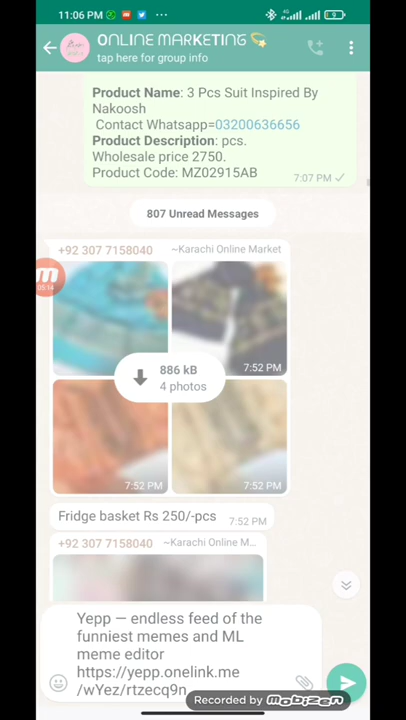 11:06 PM
4G
ONLINE MARKETING 💫
tap here for group info
Product Name: 3 Pcs Suit Inspired By
Nakoosh
Contact Whatsapp=03200636656
Product Description: pcs.
Wholesale price 2750.
Product Code: MZ02915AB
7:07 PM
807 Unread Messages
+92 307 7158040 ~Karachi Online Market
05:14
886 kB
4 photos
7:52 PM
7:52 PM 7:52 PM
Fridge basket Rs 250/-pcs 7:52 PM
+92 307 7158040 ~Karachi Online M...
Yepp — endless feed of the
funniest memes and ML
meme editor
https://yepp.onelink.me
/wYez/rtzecq9n
Recorded by Mobizen